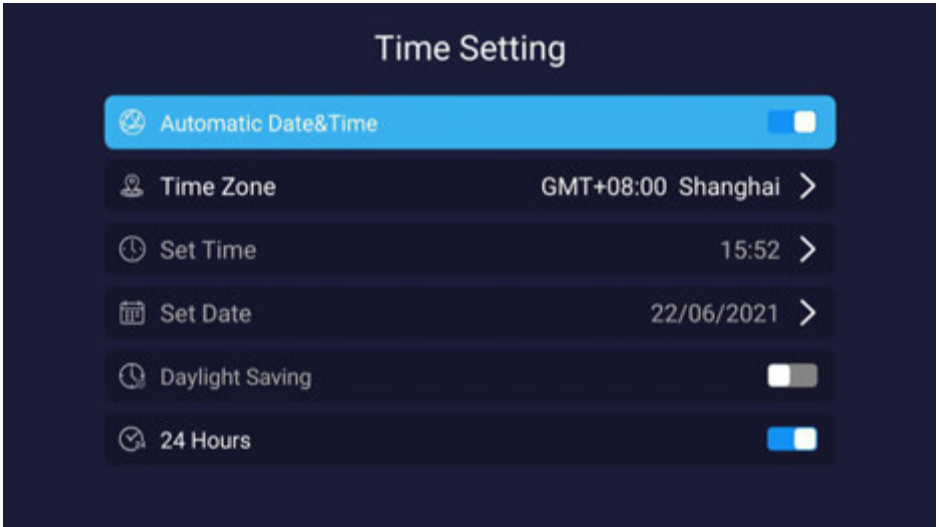 Time Setting
Automatic Date&Time
Time Zone GMT+08:00 Shanghai
Set Time 15:52
Set Date 22/06/2021
Daylight Saving
24 Hours